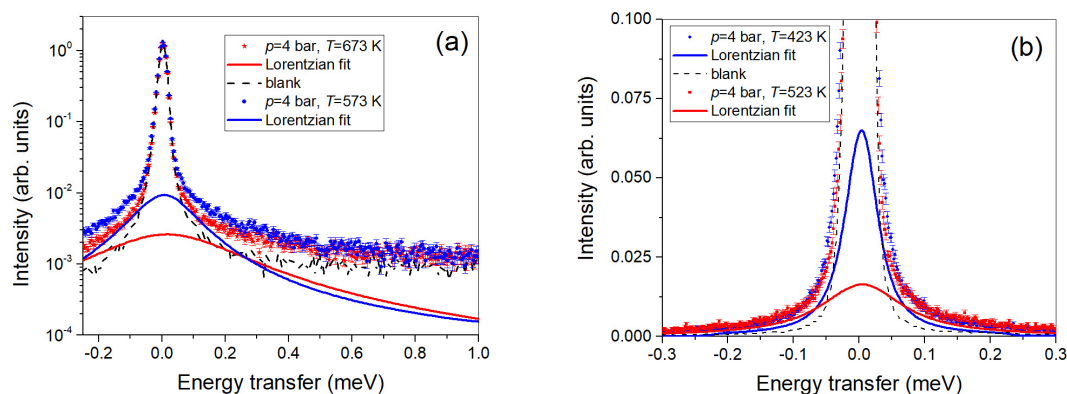 (a)
p=4 bar, T=673 K
Lorentzian fit
blank
p=4 bar, T=573 K
Lorentzian fit
Intensity (arb. units)
10⁰
10⁻¹
10⁻²
10⁻³
10⁻⁴
-0.2 0.0 0.2 0.4 0.6 0.8 1.0
Energy transfer (meV)
(b)
p=4 bar, T=423 K
Lorentzian fit
blank
p=4 bar, T=523 K
Lorentzian fit
Intensity (arb. units)
0.100
0.075
0.050
0.025
0.000
-0.3 -0.2 -0.1 0.0 0.1 0.2 0.3
Energy transfer (meV)